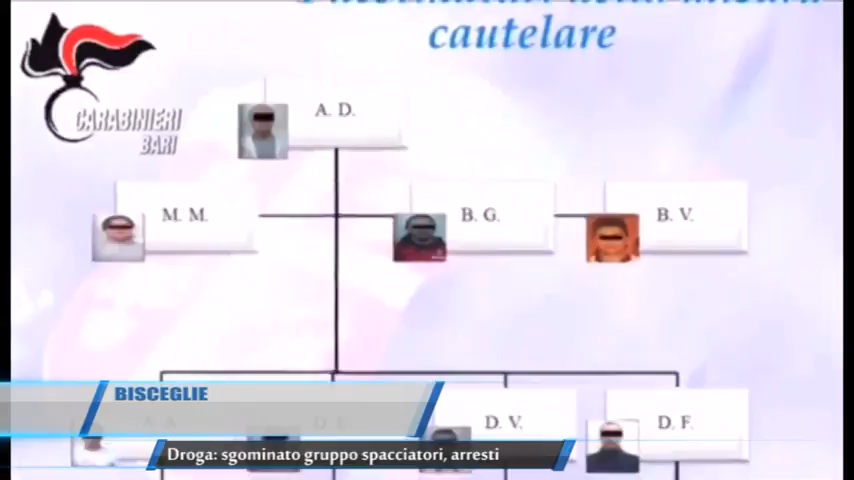 cautelare
CARABINIERI
BARI
A. D.
M. M.
B. G.
B. V.
BISCEGLIE
D. V.
D. F.
Droga: sgominato gruppo spacciatori, arresti